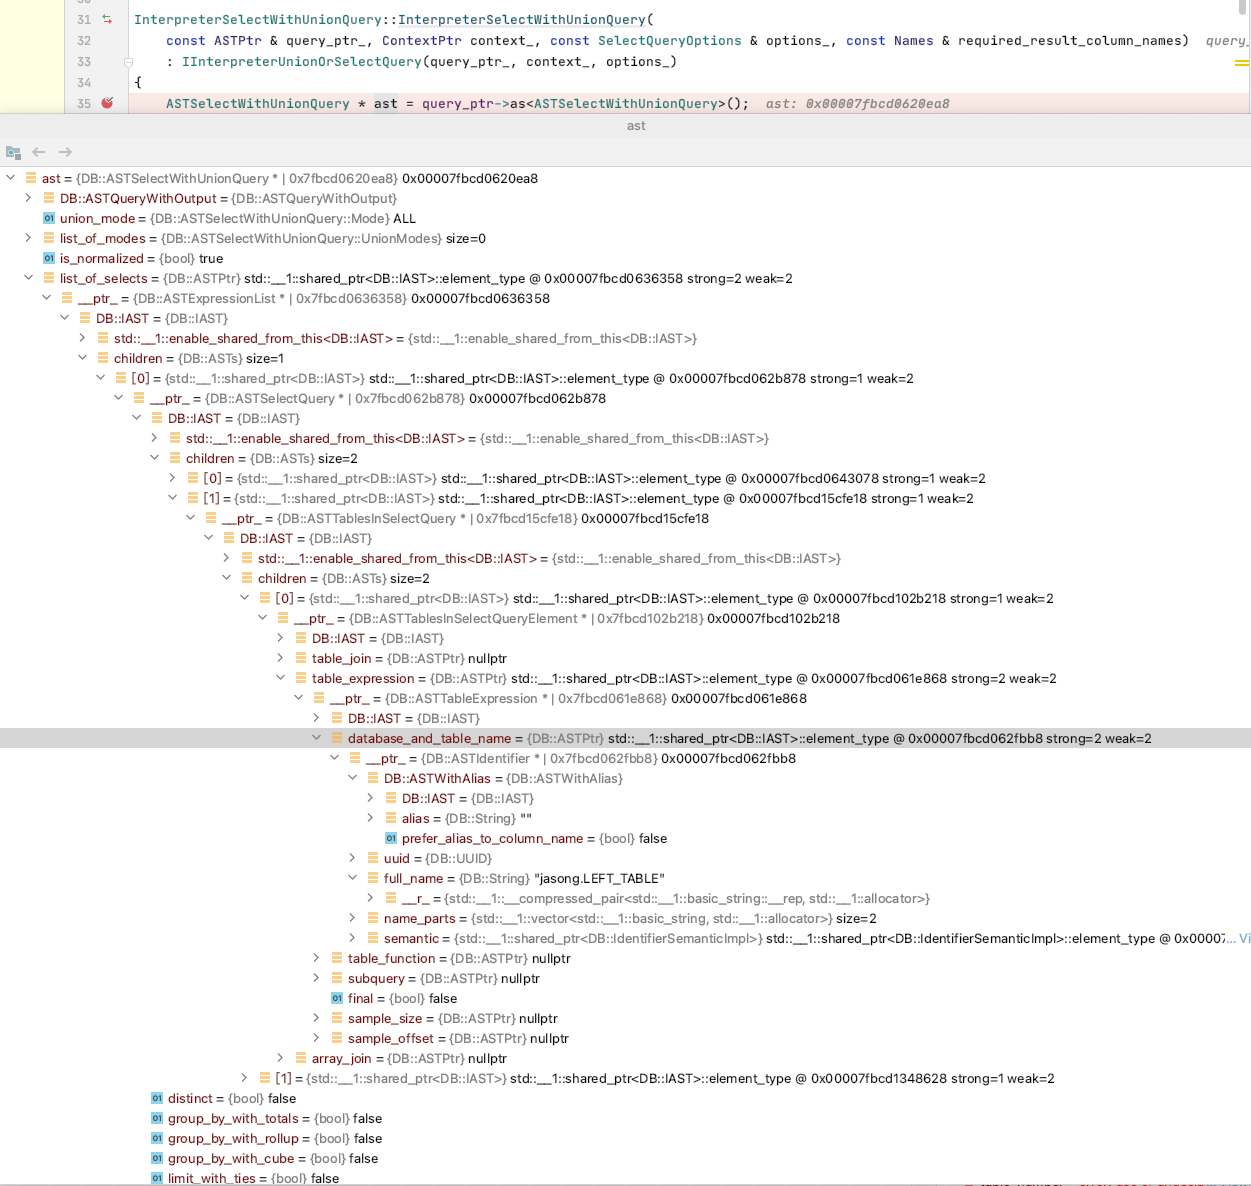 31 InterpreterSelectWithUnionQuery::InterpreterSelectWithUnionQuery(
32 const ASTPtr & query_ptr_, ContextPtr context_, const SelectQueryOptions & options_, const Names & required_result_column_names) query_
33 : IInterpreterUnionOrSelectQuery(query_ptr_, context_, options_)
34 {
35 ASTSelectWithUnionQuery * ast = query_ptr->as<ASTSelectWithUnionQuery>(); ast: 0x00007fbcd0620ea8
ast
ast = {DB::ASTSelectWithUnionQuery * | 0x7fbcd0620ea8} 0x00007fbcd0620ea8
DB::ASTQueryWithOutput = {DB::ASTQueryWithOutput}
01 union_mode = {DB::ASTSelectWithUnionQuery::Mode} ALL
list_of_modes = {DB::ASTSelectWithUnionQuery::UnionModes} size=0
01 is_normalized = {bool} true
list_of_selects = {DB::ASTPtr} std::__1::shared_ptr<DB::IAST>::element_type @ 0x00007fbcd0636358 strong=2 weak=2
__ptr_ = {DB::ASTExpressionList * | 0x7fbcd0636358} 0x00007fbcd0636358
DB::IAST = {DB::IAST}
std::__1::enable_shared_from_this<DB::IAST> = {std::__1::enable_shared_from_this<DB::IAST>}
children = {DB::ASTs} size=1
[0] = {std::__1::shared_ptr<DB::IAST>} std::__1::shared_ptr<DB::IAST>::element_type @ 0x00007fbcd062b878 strong=1 weak=2
__ptr_ = {DB::ASTSelectQuery * | 0x7fbcd062b878} 0x00007fbcd062b878
DB::IAST = {DB::IAST}
std::__1::enable_shared_from_this<DB::IAST> = {std::__1::enable_shared_from_this<DB::IAST>}
children = {DB::ASTs} size=2
[0] = {std::__1::shared_ptr<DB::IAST>} std::__1::shared_ptr<DB::IAST>::element_type @ 0x00007fbcd0643078 strong=1 weak=2
[1] = {std::__1::shared_ptr<DB::IAST>} std::__1::shared_ptr<DB::IAST>::element_type @ 0x00007fbcd15cfe18 strong=1 weak=2
__ptr_ = {DB::ASTTablesInSelectQuery * | 0x7fbcd15cfe18} 0x00007fbcd15cfe18
DB::IAST = {DB::IAST}
std::__1::enable_shared_from_this<DB::IAST> = {std::__1::enable_shared_from_this<DB::IAST>}
children = {DB::ASTs} size=2
[0] = {std::__1::shared_ptr<DB::IAST>} std::__1::shared_ptr<DB::IAST>::element_type @ 0x00007fbcd102b218 strong=1 weak=2
__ptr_ = {DB::ASTTablesInSelectQueryElement * | 0x7fbcd102b218} 0x00007fbcd102b218
DB::IAST = {DB::IAST}
table_join = {DB::ASTPtr} nullptr
table_expression = {DB::ASTPtr} std::__1::shared_ptr<DB::IAST>::element_type @ 0x00007fbcd061e868 strong=2 weak=2
__ptr_ = {DB::ASTTableExpression * | 0x7fbcd061e868} 0x00007fbcd061e868
DB::IAST = {DB::IAST}
database_and_table_name = {DB::ASTPtr} std::__1::shared_ptr<DB::IAST>::element_type @ 0x00007fbcd062fbb8 strong=2 weak=2
__ptr_ = {DB::ASTIdentifier * | 0x7fbcd062fbb8} 0x00007fbcd062fbb8
DB::ASTWithAlias = {DB::ASTWithAlias}
DB::IAST = {DB::IAST}
alias = {DB::String} ""
01 prefer_alias_to_column_name = {bool} false
uuid = {DB::UUID}
full_name = {DB::String} "jasong.LEFT_TABLE"
__r_ = {std::__1::__compressed_pair<std::__1::basic_string::__rep, std::__1::allocator>}
name_parts = {std::__1::vector<std::__1::basic_string, std::__1::allocator>} size=2
semantic = {std::__1::shared_ptr<DB::IdentifierSemanticImpl>} std::__1::shared_ptr<DB::IdentifierSemanticImpl>::element_type @ 0x00007... Vi
table_function = {DB::ASTPtr} nullptr
subquery = {DB::ASTPtr} nullptr
01 final = {bool} false
sample_size = {DB::ASTPtr} nullptr
sample_offset = {DB::ASTPtr} nullptr
array_join = {DB::ASTPtr} nullptr
[1] = {std::__1::shared_ptr<DB::IAST>} std::__1::shared_ptr<DB::IAST>::element_type @ 0x00007fbcd1348628 strong=1 weak=2
01 distinct = {bool} false
01 group_by_with_totals = {bool} false
01 group_by_with_rollup = {bool} false
01 group_by_with_cube = {bool} false
01 limit_with_ties = {bool} false